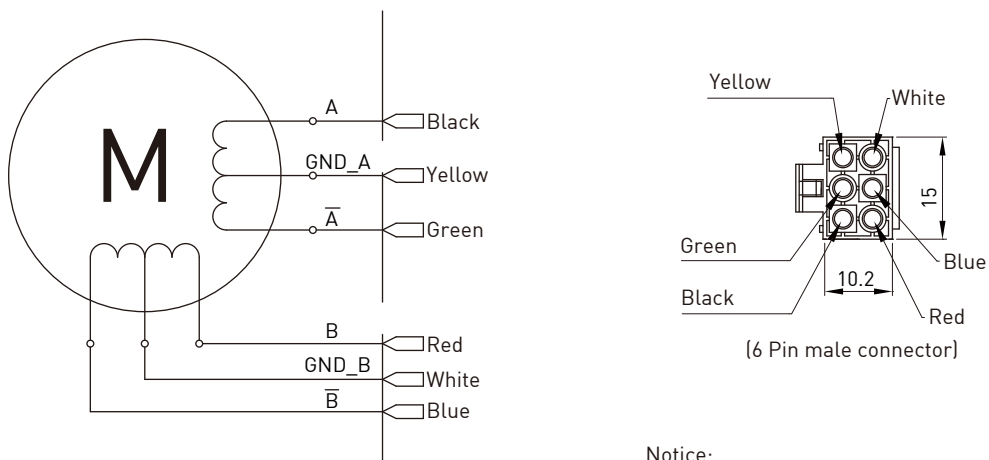 M
A
Black
GND_A
Yellow
A̅
Green
B
Red
GND_B
White
B̅
Blue
Yellow
White
Green
Black
Blue
Red
15
10.2
(6 Pin male connector)
Notice: